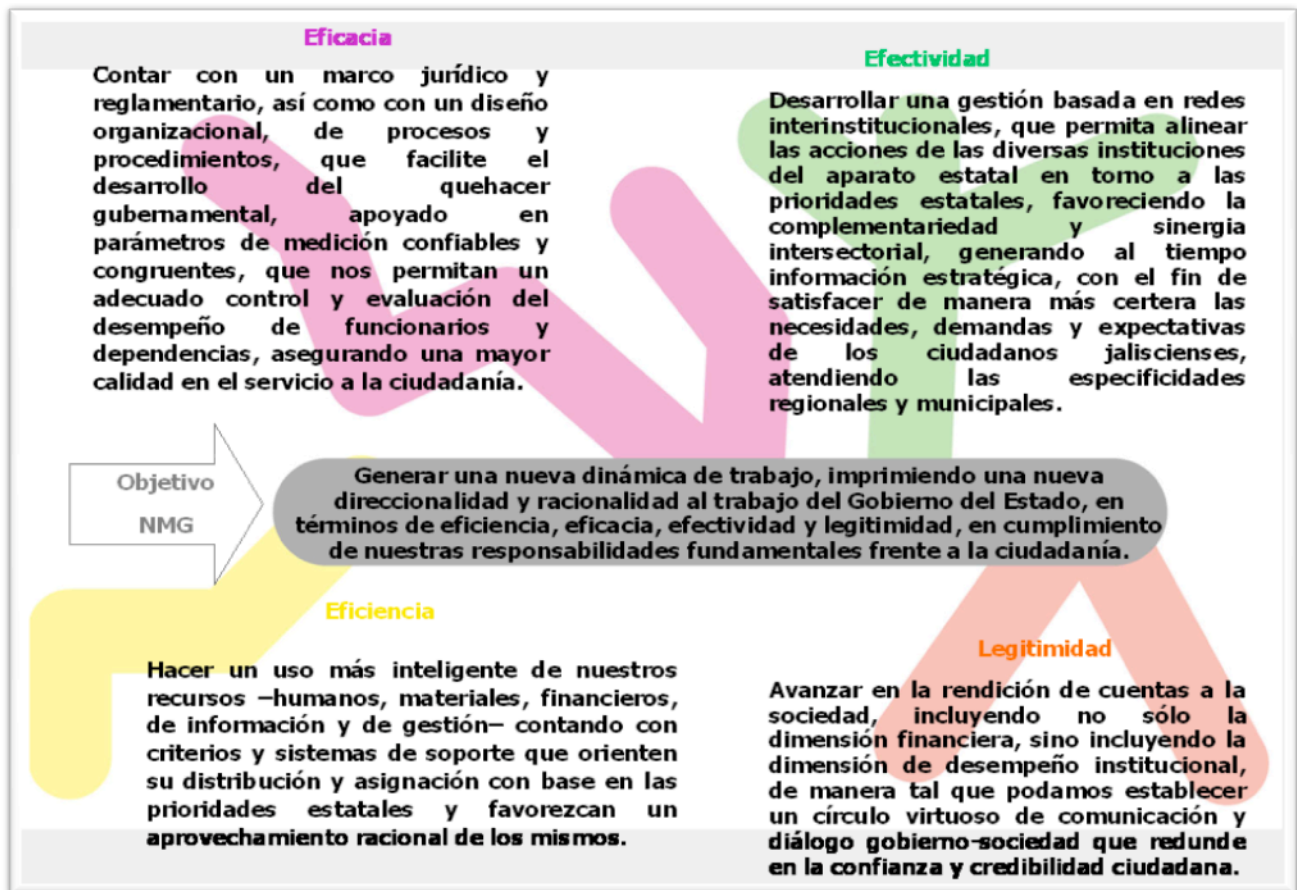 Eficacia
Contar con un marco jurídico y
reglamentario, así como con un diseño
organizacional, de procesos y
procedimientos, que facilite el
desarrollo del quehacer
gubernamental, apoyado en
parámetros de medición confiables y
congruentes, que nos permitan un
adecuado control y evaluación del
desempeño de funcionarios y
dependencias, asegurando una mayor
calidad en el servicio a la ciudadanía.
Efectividad
Desarrollar una gestión basada en redes
interinstitucionales, que permita alinear
las acciones de las diversas instituciones
del aparato estatal en torno a las
prioridades estatales, favoreciendo la
complementariedad y sinergia
intersectorial, generando al tiempo
información estratégica, con el fin de
satisfacer de manera más certera las
necesidades, demandas y expectativas
de los ciudadanos jaliscienses,
atendiendo las especificidades
regionales y municipales.
Objetivo
NMG
Generar una nueva dinámica de trabajo, imprimiendo una nueva
direccionalidad y racionalidad al trabajo del Gobierno del Estado, en
términos de eficiencia, eficacia, efectividad y legitimidad, en cumplimiento
de nuestras responsabilidades fundamentales frente a la ciudadanía.
Eficiencia
Hacer un uso más inteligente de nuestros
recursos –humanos, materiales, financieros,
de información y de gestión– contando con
criterios y sistemas de soporte que orienten
su distribución y asignación con base en las
prioridades estatales y favorezcan un
aprovechamiento racional de los mismos.
Legitimidad
Avanzar en la rendición de cuentas a la
sociedad, incluyendo no sólo la
dimensión financiera, sino incluyendo la
dimensión de desempeño institucional,
de manera tal que podamos establecer
un círculo virtuoso de comunicación y
diálogo gobierno-sociedad que redunde
en la confianza y credibilidad ciudadana.